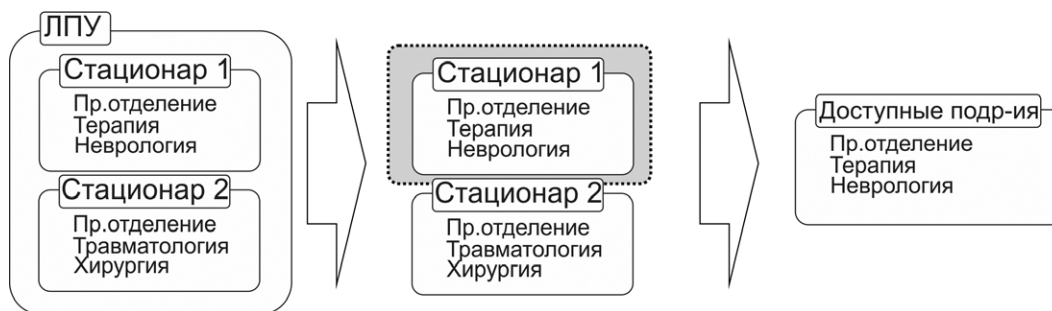 ЛПУ
Стационар 1
Пр.отделение
Терапия
Неврология
Стационар 2
Пр.отделение
Травматология
Хирургия
Стационар 1
Пр.отделение
Терапия
Неврология
Стационар 2
Пр.отделение
Травматология
Хирургия
Доступные подр-ия
Пр.отделение
Терапия
Неврология